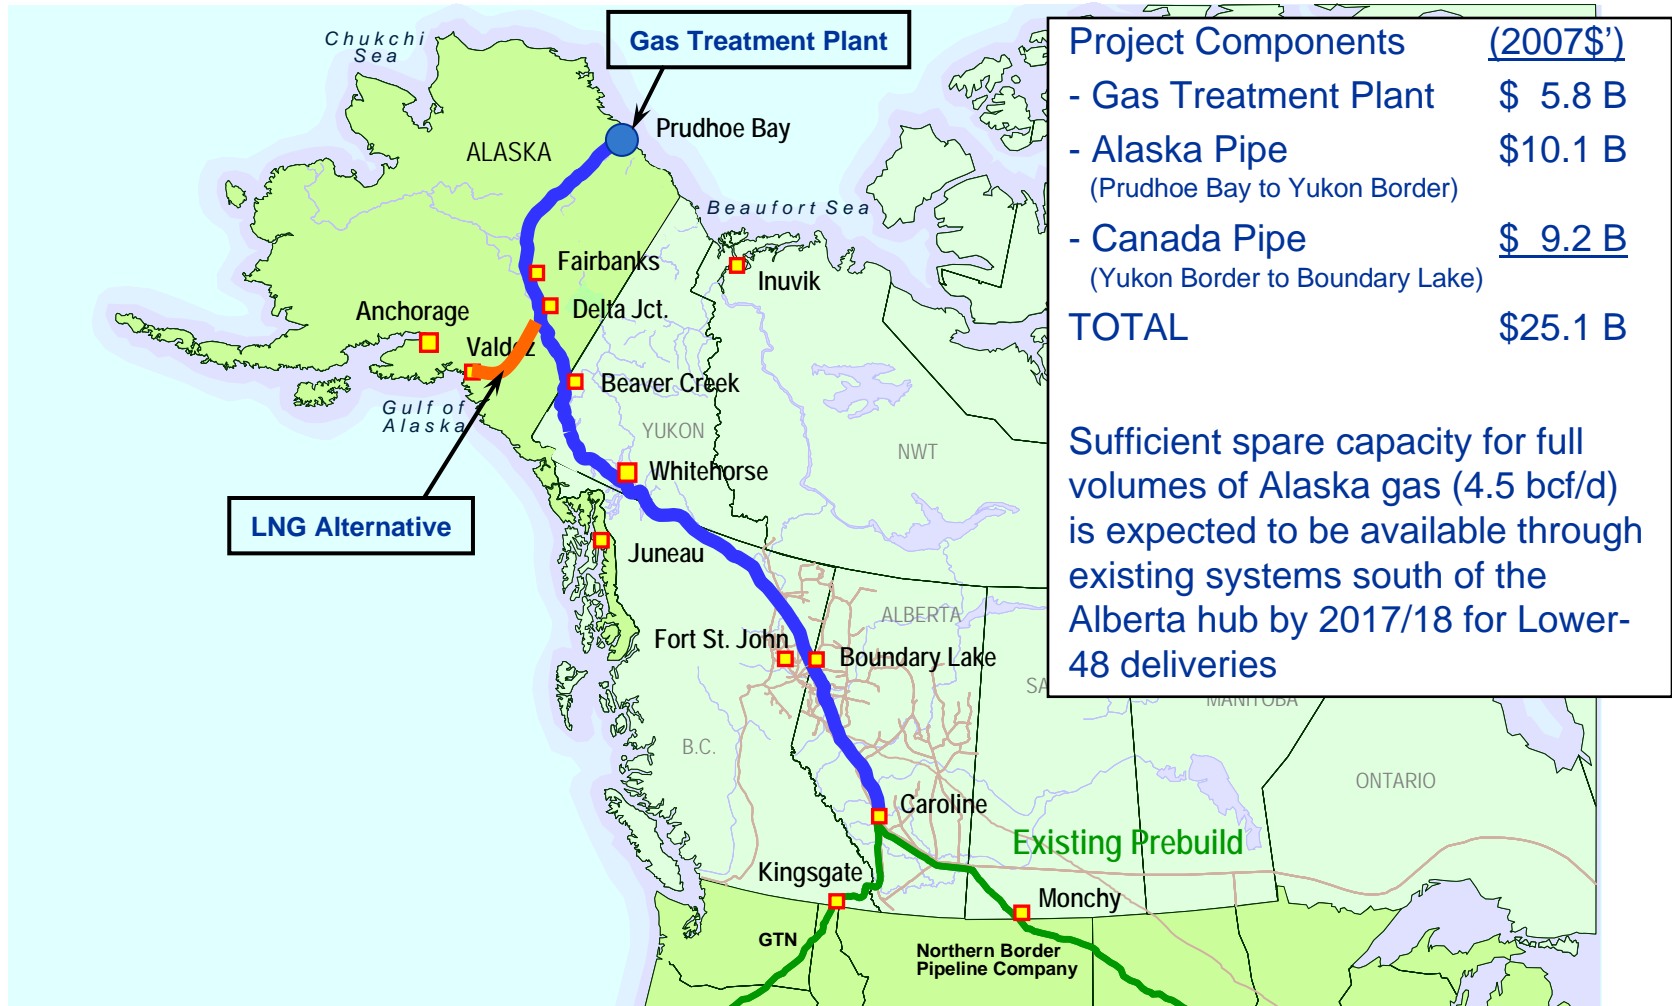 Chukchi
Sea
Gas Treatment Plant
Prudhoe Bay
ALASKA
Beaufort Sea
Fairbanks
Inuvik
Delta Jct.
Anchorage
Valdez
Beaver Creek
Gulf of
Alaska
YUKON
NWT
Whitehorse
LNG Alternative
Juneau
ALBERTA
Fort St. John
Boundary Lake
SA
MANITOBA
B.C.
ONTARIO
Caroline
Existing Prebuild
Kingsgate
Monchy
GTN
Northern Border
Pipeline Company
Project Components (2007$')
- Gas Treatment Plant $ 5.8 B
- Alaska Pipe $10.1 B
(Prudhoe Bay to Yukon Border)
- Canada Pipe $ 9.2 B
(Yukon Border to Boundary Lake)
TOTAL $25.1 B
Sufficient spare capacity for full
volumes of Alaska gas (4.5 bcf/d)
is expected to be available through
existing systems south of the
Alberta hub by 2017/18 for Lower-
48 deliveries